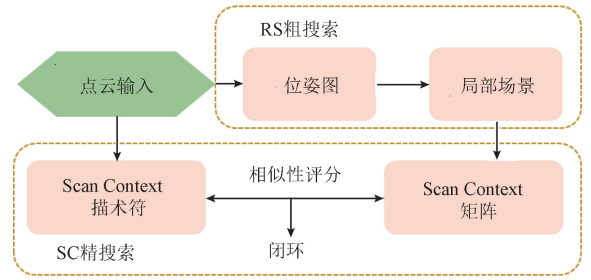 RS粗搜索
点云输入
位姿图
局部场景
Scan Context
描术符
相似性评分
Scan Context
矩阵
闭环
SC精搜索